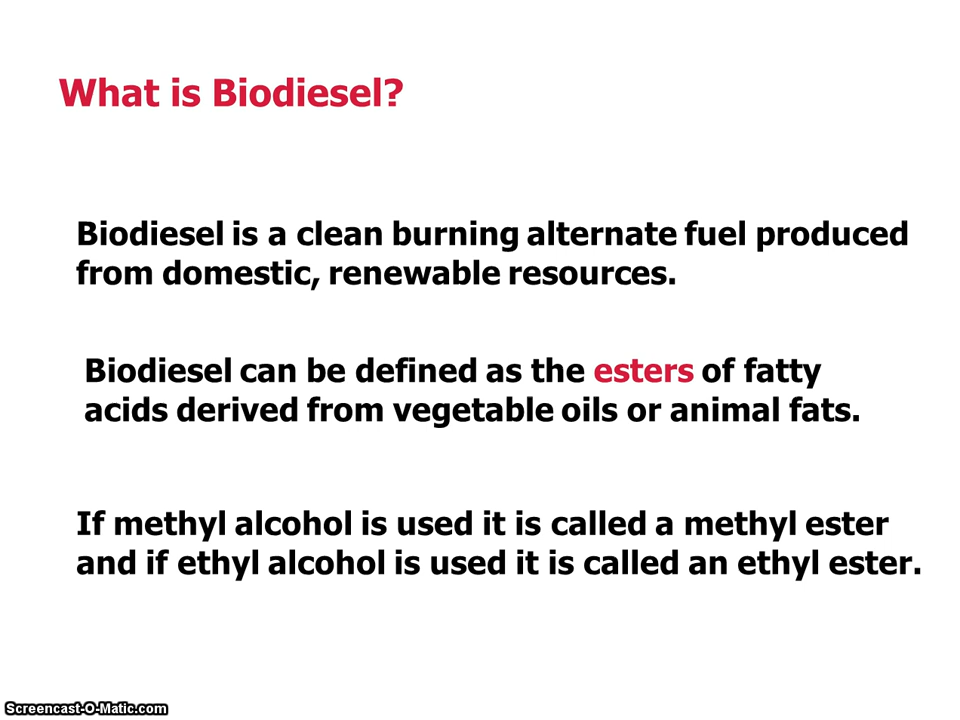 What is Biodiesel?
Biodiesel is a clean burning alternate fuel produced
from domestic, renewable resources.
Biodiesel can be defined as the esters of fatty
acids derived from vegetable oils or animal fats.
If methyl alcohol is used it is called a methyl ester
and if ethyl alcohol is used it is called an ethyl ester.
Screencast-O-Matic.com